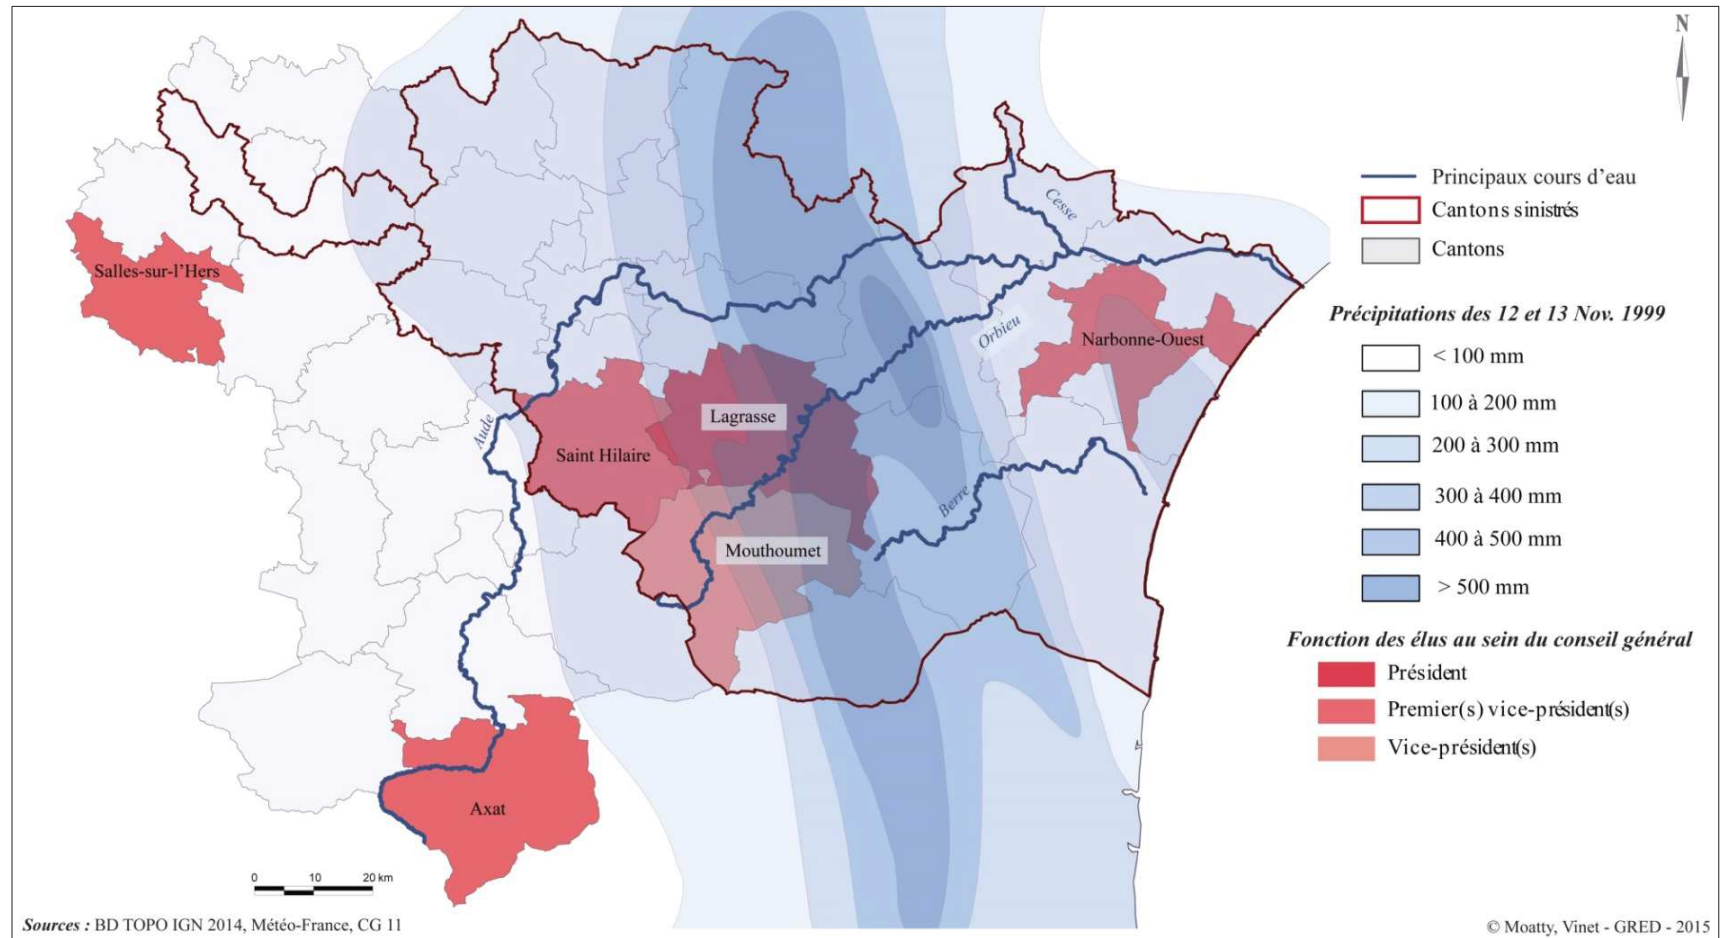 N
Principaux cours d'eau
Cantons sinistrés
Cantons
Précipitations des 12 et 13 Nov. 1999
< 100 mm
100 à 200 mm
200 à 300 mm
300 à 400 mm
400 à 500 mm
> 500 mm
Fonction des élus au sein du conseil général
Président
Premier(s) vice-président(s)
Vice-président(s)
Cesse
Salles-sur-l'Hers
Orbieu
Narbonne-Ouest
Lagrasse
Aude
Saint Hilaire
Berre
Mouthoumet
Axat
0 10 20 km
Sources : BD TOPO IGN 2014, Météo-France, CG 11
© Moatty, Vinet - GRED - 2015